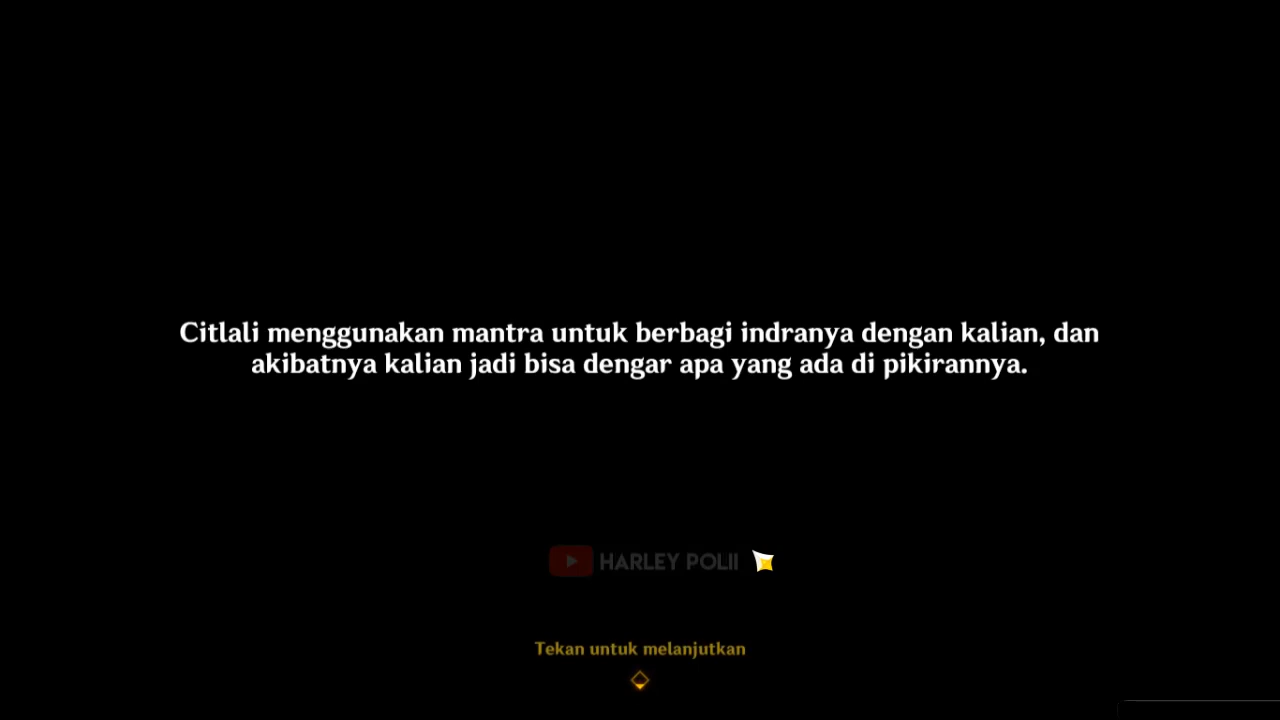 Citlali menggunakan mantra untuk berbagi indranya dengan kalian, dan
akibatnya kalian jadi bisa dengar apa yang ada di pikirannya.
HARLEY POLII
Tekan untuk melanjutkan